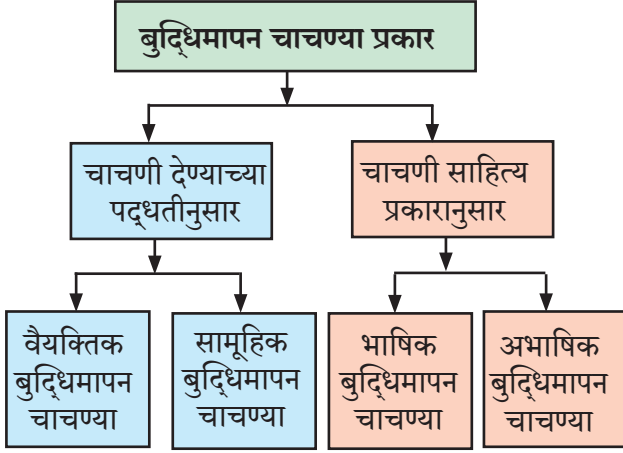 बुद्‌धिमापन चाचण्या प्रकार
चाचणी देण्याच्या
पद्‌धतीनुसार
चाचणी साहित्य
प्रकारानुसार
वैयक्तिक
बुद्‌धिमापन
चाचण्या
सामूहिक
बुद्‌धिमापन
चाचण्या
भाषिक
बुद्‌धिमापन
चाचण्या
अभाषिक
बुद्‌धिमापन
चाचण्या